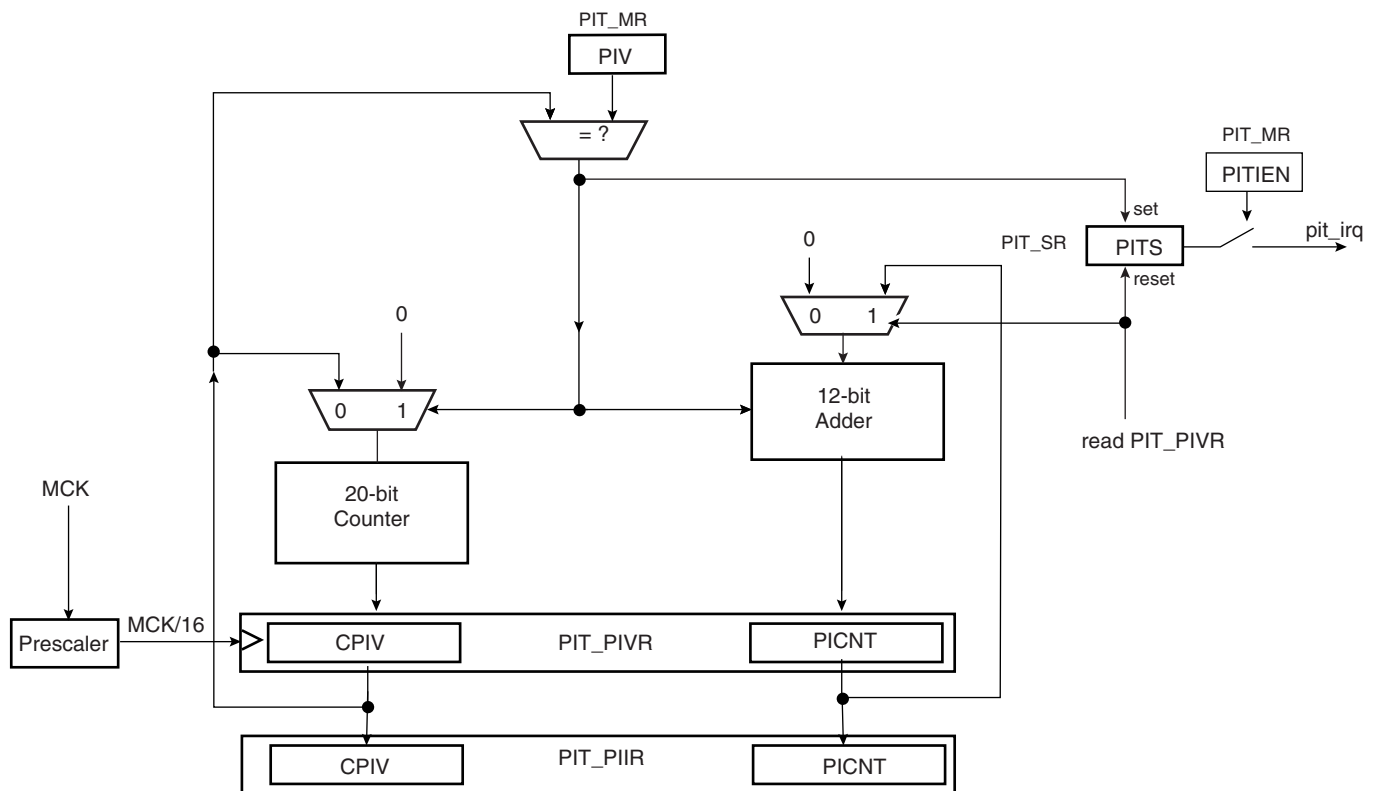 PIT_MR
PIV
= ?
PIT_MR
PITIEN
set
0
PIT_SR
PITS
pit_irq
reset
0
0 1
0 1
12-bit
Adder
read PIT_PIVR
MCK
20-bit
Counter
MCK/16
Prescaler
CPIV
PIT_PIVR
PICNT
CPIV
PIT_PIIR
PICNT